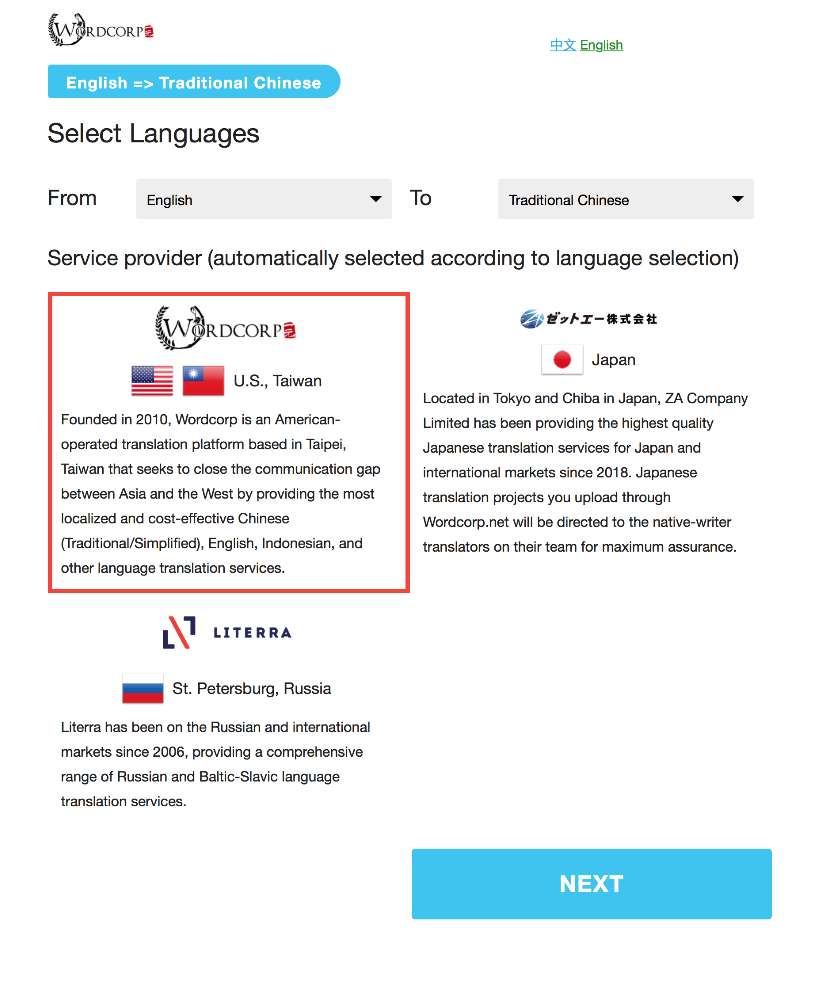 WORDCORP
中文 English
English => Traditional Chinese
Select Languages
From English To Traditional Chinese
Service provider (automatically selected according to language selection)
WORDCORP
U.S., Taiwan
Founded in 2010, Wordcorp is an American-
operated translation platform based in Taipei,
Taiwan that seeks to close the communication gap
between Asia and the West by providing the most
localized and cost-effective Chinese
(Traditional/Simplified), English, Indonesian, and
other language translation services.
ゼットエー株式会社
Japan
Located in Tokyo and Chiba in Japan, ZA Company
Limited has been providing the highest quality
Japanese translation services for Japan and
international markets since 2018. Japanese
translation projects you upload through
Wordcorp.net will be directed to the native-writer
translators on their team for maximum assurance.
LITERRA
St. Petersburg, Russia
Literra has been on the Russian and international
markets since 2006, providing a comprehensive
range of Russian and Baltic-Slavic language
translation services.
NEXT